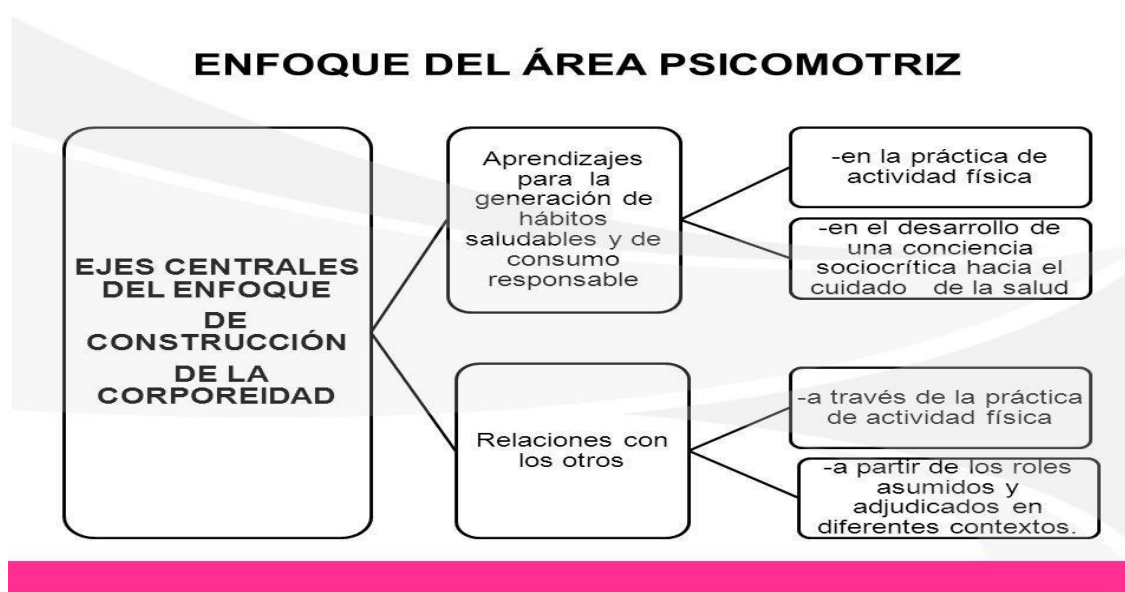 ENFOQUE DEL ÁREA PSICOMOTRIZ
EJES CENTRALES
DEL ENFOQUE
DE
CONSTRUCCIÓN
DE LA
CORPOREIDAD
Aprendizajes
para la
generación de
hábitos
saludables y de
consumo
responsable
-en la práctica de
actividad física
-en el desarrollo de
una conciencia
sociocrítica hacia el
cuidado de la salud
Relaciones con
los otros
-a través de la práctica
de actividad física
-a partir de los roles
asumidos y
adjudicados en
diferentes contextos.